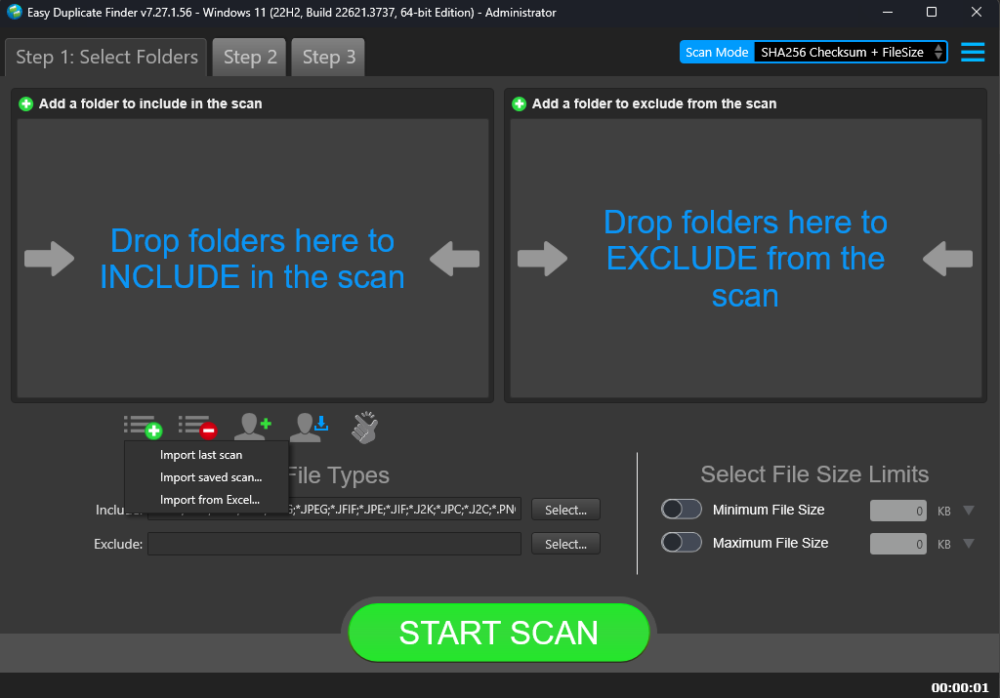 Easy Duplicate Finder v7.27.1.56 - Windows 11 (22H2, Build 22621.3737, 64-bit Edition) - Administrator
Step 1: Select Folders
Step 2
Step 3
Scan Mode
SHA256 Checksum + FileSize
Add a folder to include in the scan
Add a folder to exclude from the scan
Drop folders here to
INCLUDE in the scan
Drop folders here to
EXCLUDE from the
scan
Import last scan
Import saved scan...
Import from Excel...
File Types
Include:
*.JPEG;*.JFIF;*.JPE;*.JIF;*.J2K;*.JPC;*.J2C;*.PN
Select...
Exclude:
Select...
Select File Size Limits
Minimum File Size
0
KB
Maximum File Size
0
KB
START SCAN
00:00:01